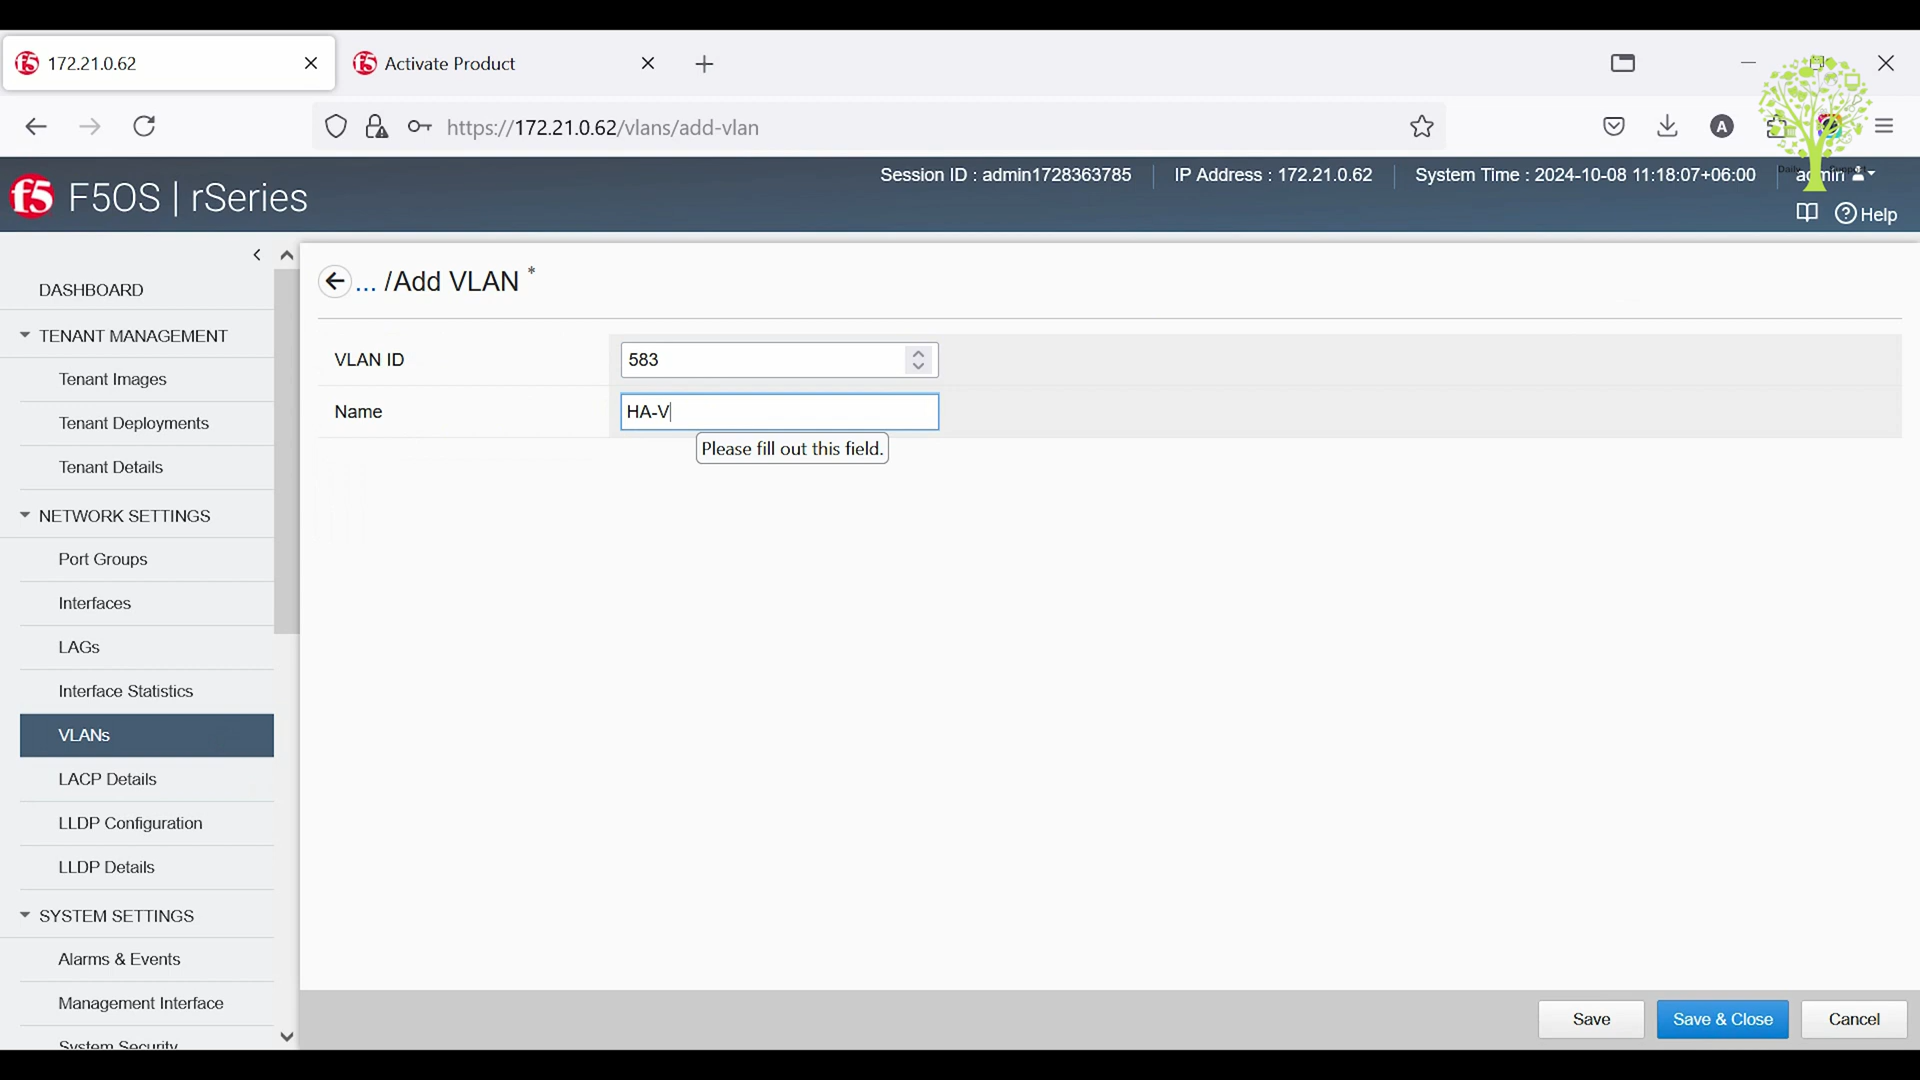 172.21.0.62
Activate Product
https://172.21.0.62/vlans/add-vlan
A
f5 F5OS | rSeries
Session ID : admin1728363785
IP Address : 172.21.0.62
System Time : 2024-10-08 11:18:07+06:00
admin
Help
DASHBOARD
TENANT MANAGEMENT
Tenant Images
Tenant Deployments
Tenant Details
NETWORK SETTINGS
Port Groups
Interfaces
LAGs
Interface Statistics
VLANs
LACP Details
LLDP Configuration
LLDP Details
SYSTEM SETTINGS
Alarms & Events
Management Interface
System Security
... /Add VLAN *
VLAN ID
583
Name
HA-V
Please fill out this field.
Save
Save & Close
Cancel